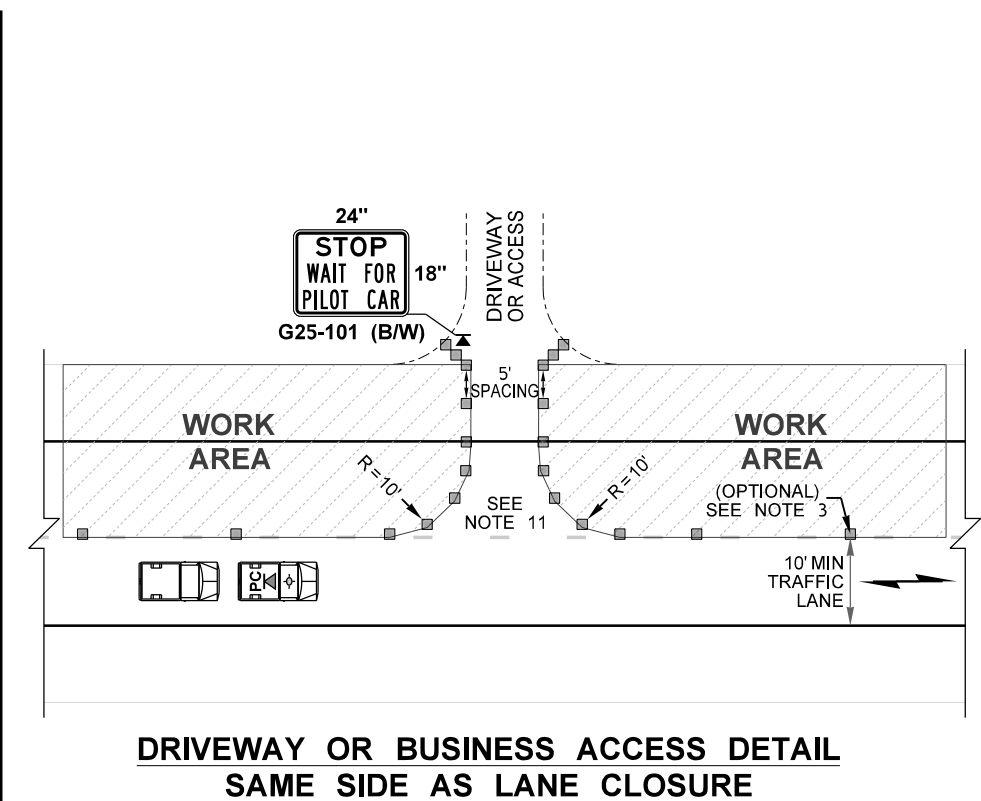 24"
STOP
WAIT FOR
PILOT CAR
18"
G25-101 (B/W)
DRIVEWAY
OR ACCESS
5'
SPACING
WORK
AREA
WORK
AREA
R = 10'
R = 10'
SEE
NOTE 11
(OPTIONAL)
SEE NOTE 3
10' MIN
TRAFFIC
LANE
PC
DRIVEWAY OR BUSINESS ACCESS DETAIL
SAME SIDE AS LANE CLOSURE